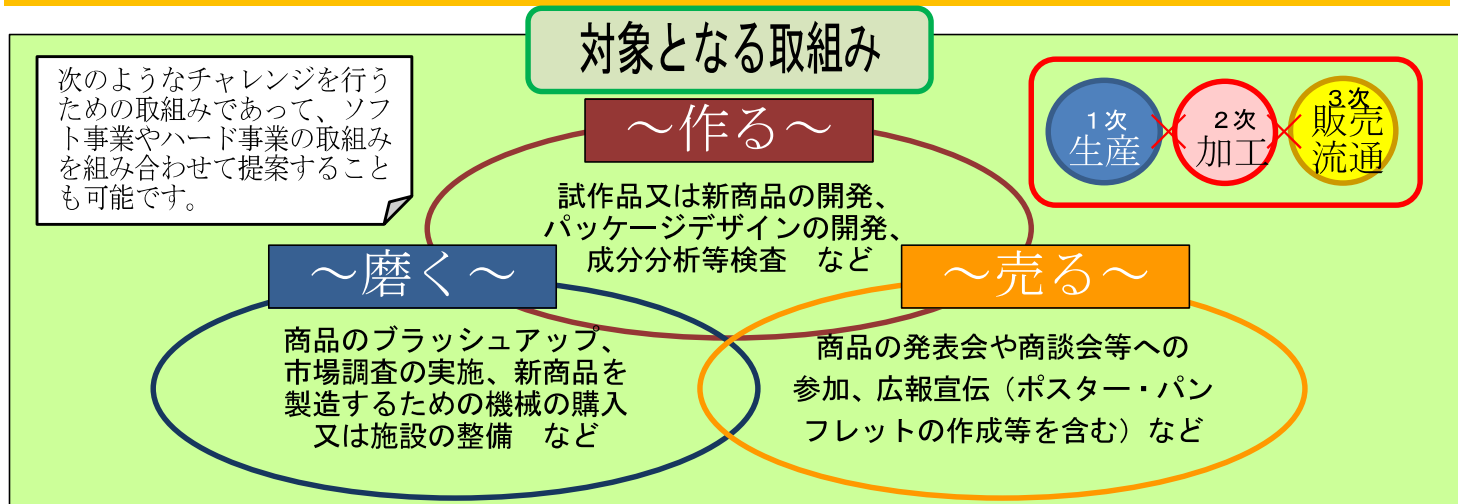 対象となる取組み
次のようなチャレンジを行う
ための取組みであって、ソフ
ト事業やハード事業の取組み
を組み合わせて提案すること
も可能です。
１次
生産
×
２次
加工
×
３次
販売
流通
～作る～
試作品又は新商品の開発、
パッケージデザインの開発、
成分分析等検査　など
～磨く～
商品のブラッシュアップ、
市場調査の実施、新商品を
製造するための機械の購入
又は施設の整備　など
～売る～
商品の発表会や商談会等への
参加、広報宣伝（ポスター・パン
フレットの作成等を含む）など